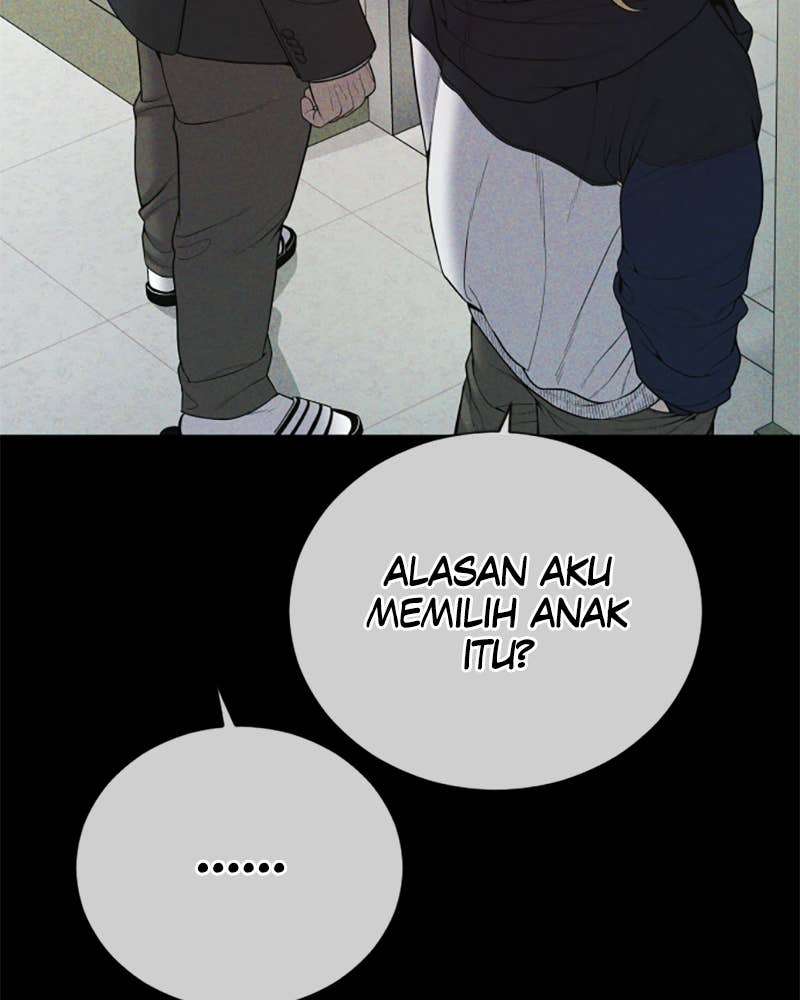 ALASAN AKU
MEMILIH ANAK
ITU?
......